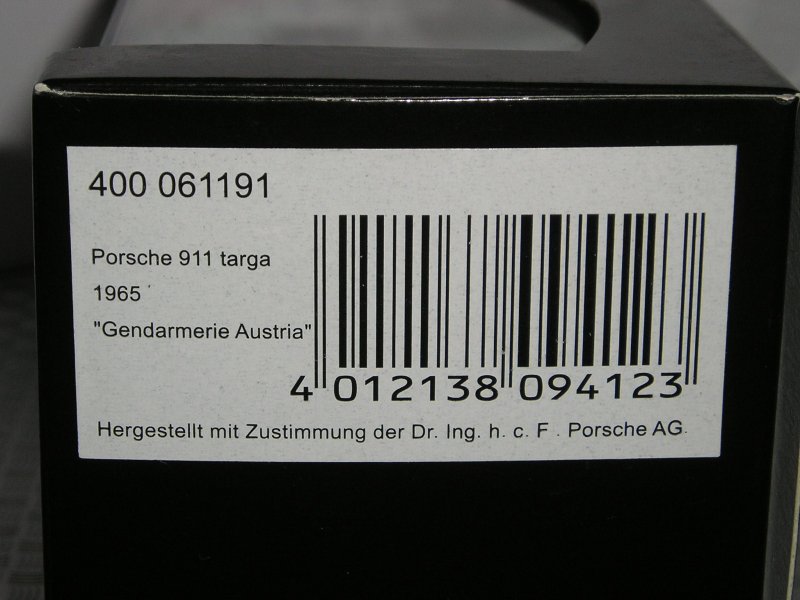 400 061191
Porsche 911 targa
1965
"Gendarmerie Austria"
4 012138 094123
Hergestellt mit Zustimmung der Dr. Ing. h. c. F . Porsche AG.